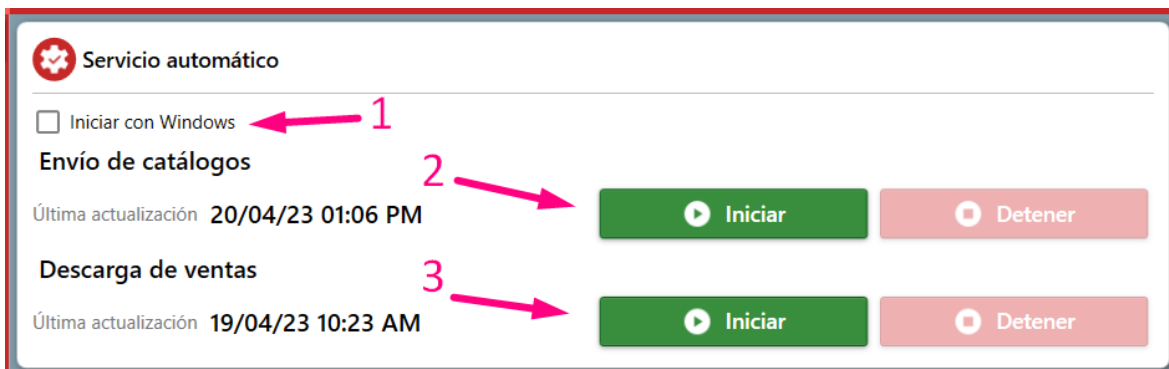 Servicio automático
Iniciar con Windows 1
Envío de catálogos
2
Última actualización 20/04/23 01:06 PM Iniciar Detener
Descarga de ventas
3
Última actualización 19/04/23 10:23 AM Iniciar Detener